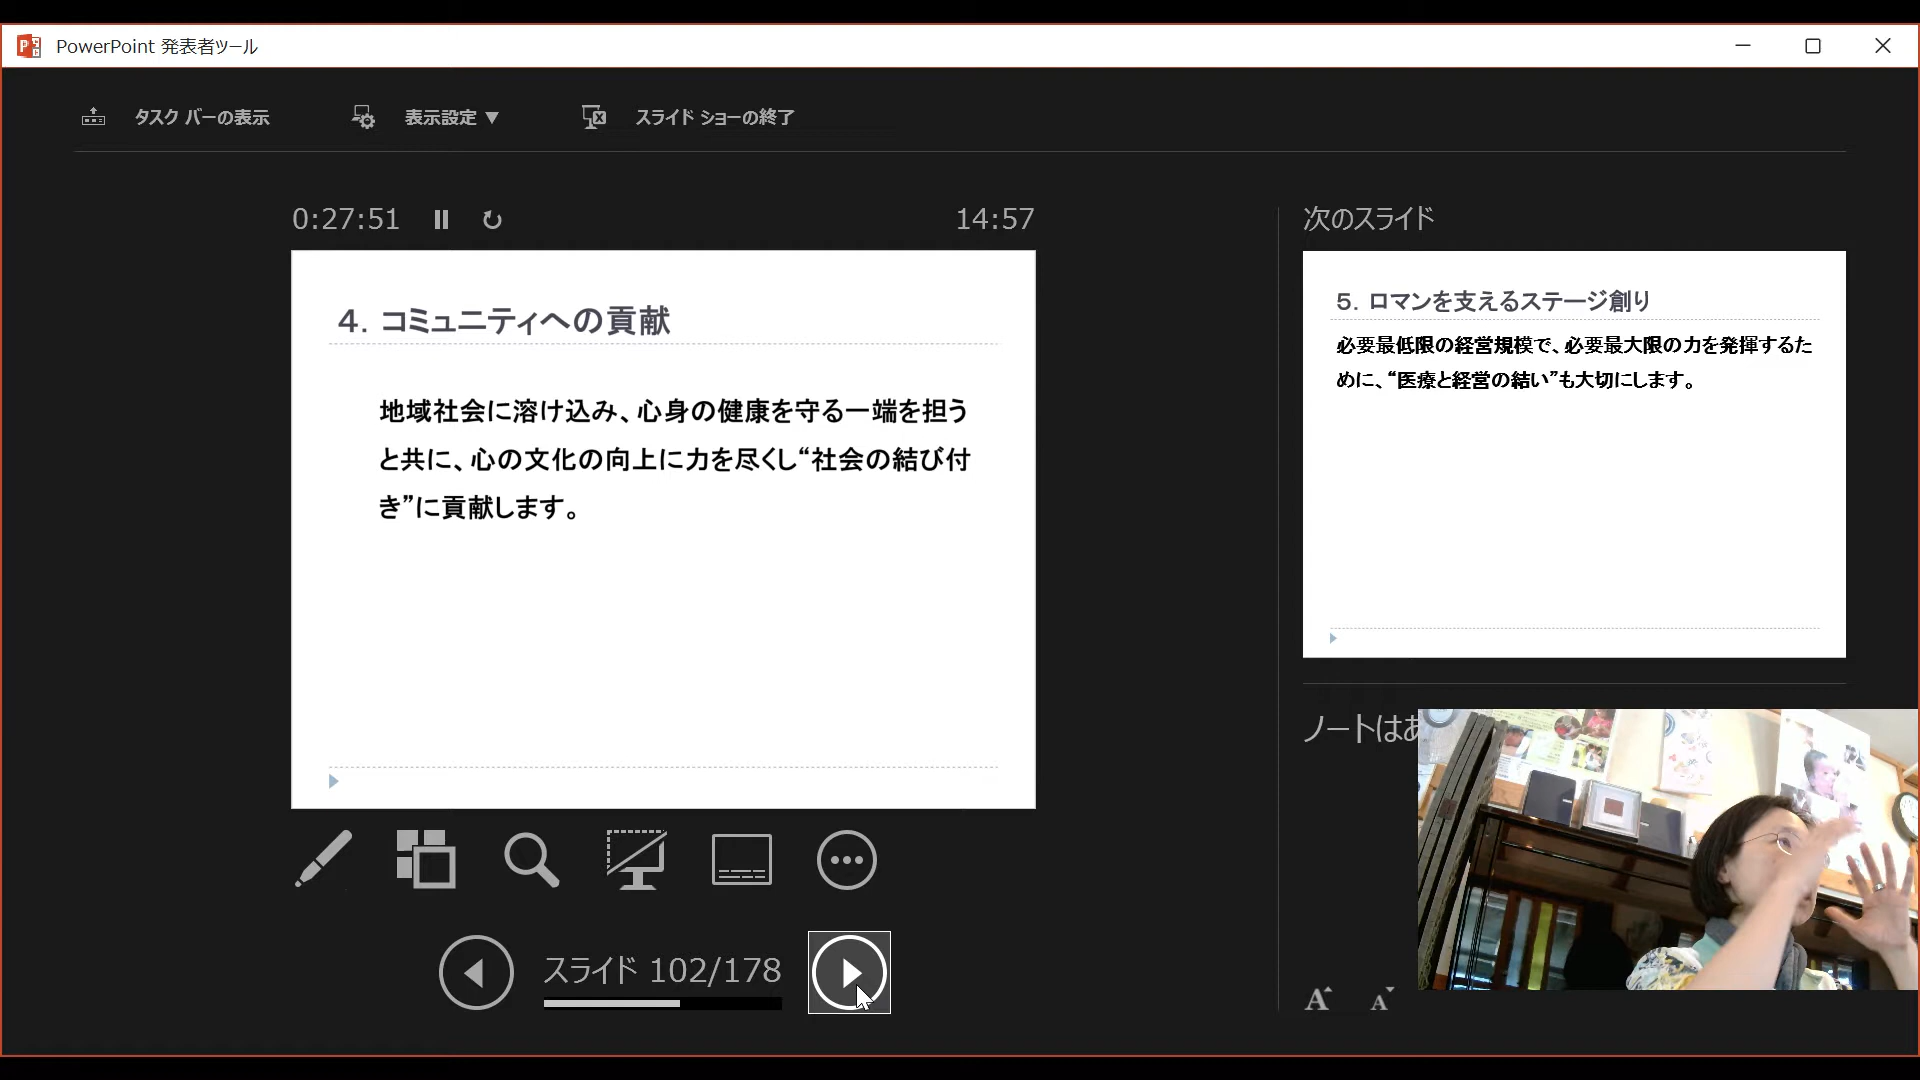 PowerPoint 発表者ツール
タスク バーの表示
表示設定 ▼
スライド ショーの終了
0:27:51
14:57
４．コミュニティへの貢献
地域社会に溶け込み、心身の健康を守る一端を担う
と共に、心の文化の向上に力を尽くし“社会の結び付
き”に貢献します。
スライド 102/178
次のスライド
５．ロマンを支えるステージ創り
必要最低限の経営規模で、必要最大限の力を発揮するた
めに、“医療と経営の結い”も大切にします。
ノートはあ
A A